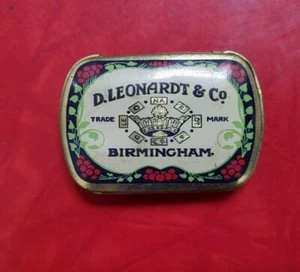 D. LEONARDT & CO
TRADE MARK
BIRMINGHAM.